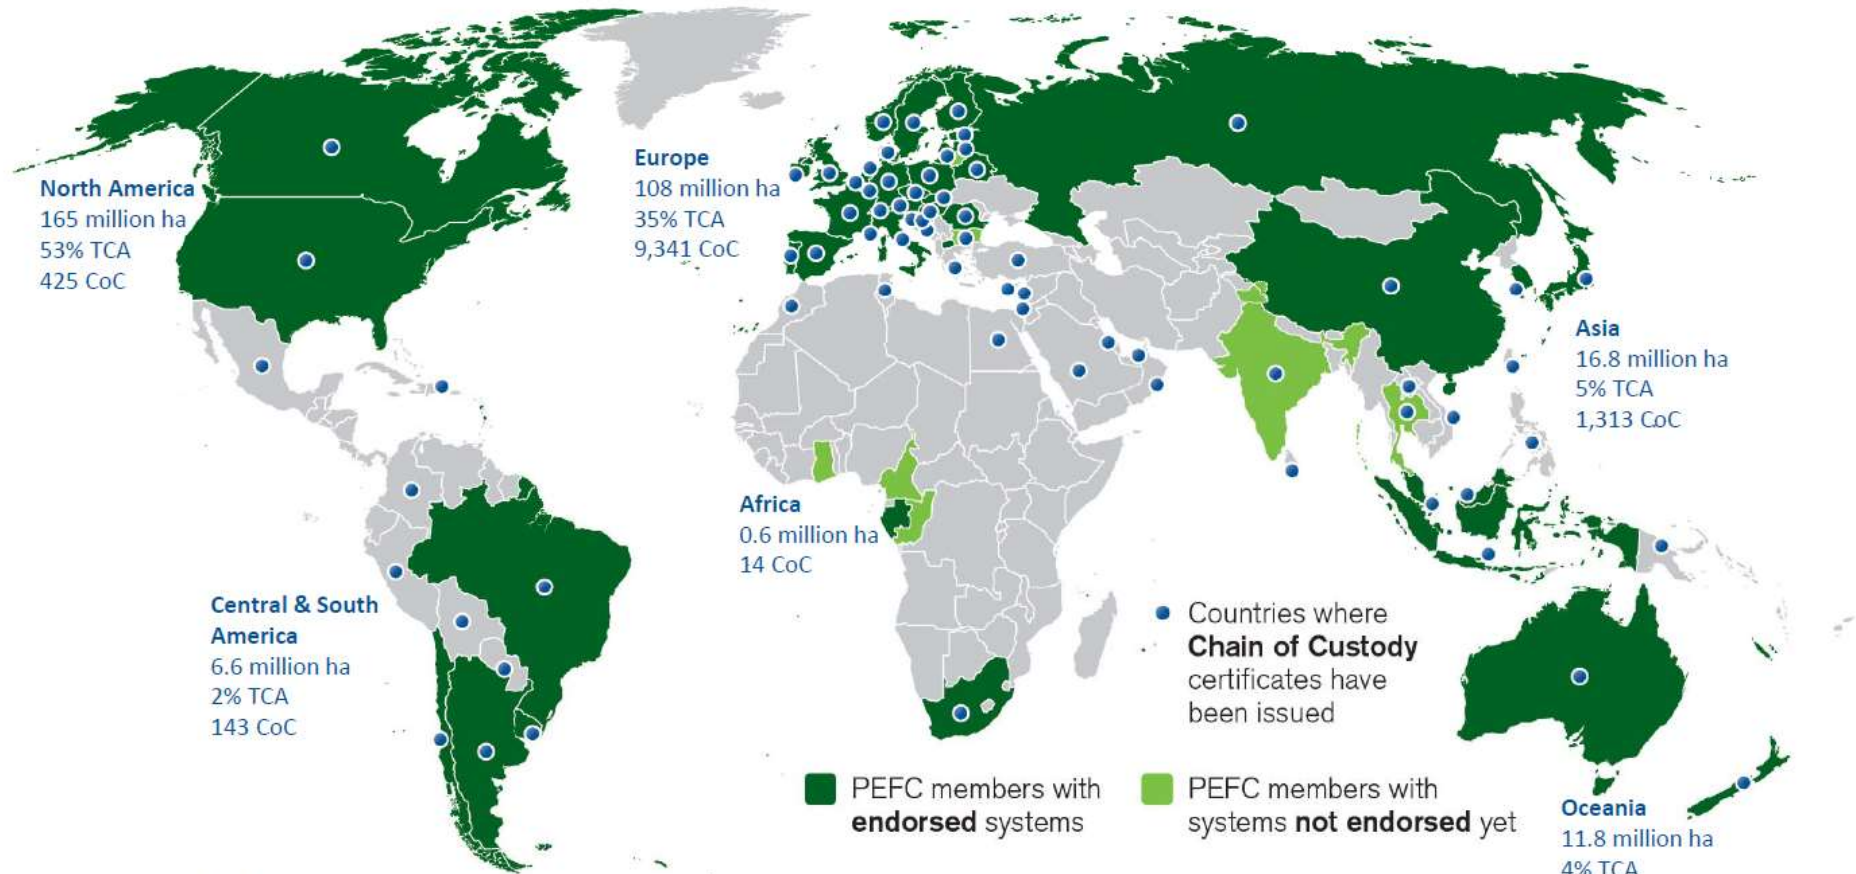 North America
165 million ha
53% TCA
425 CoC
Europe
108 million ha
35% TCA
9,341 CoC
Asia
16.8 million ha
5% TCA
1,313 CoC
Africa
0.6 million ha
14 CoC
Central & South
America
6.6 million ha
2% TCA
143 CoC
Countries where
Chain of Custody
certificates have
been issued
PEFC members with
endorsed systems
PEFC members with
systems not endorsed yet
Oceania
11.8 million ha
4% TCA